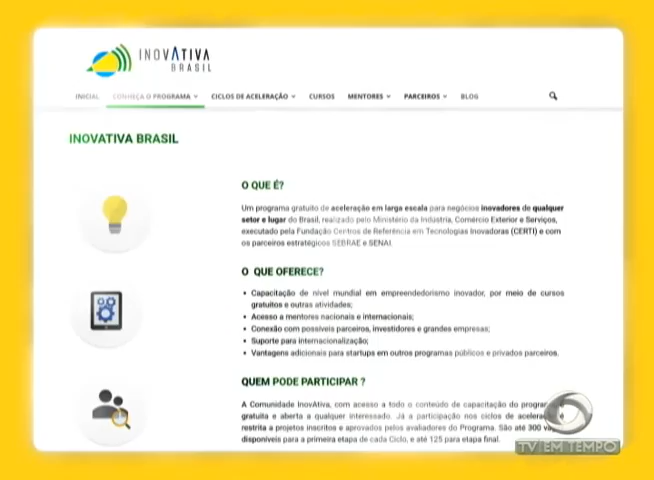 INOVATIVA
BRASIL
INICIAL CONHEÇA O PROGRAMA CICLOS DE ACELERAÇÃO CURSOS MENTORES PARCEIROS BLOG
INOVATIVA BRASIL
O QUE É?
Um programa gratuito de aceleração em larga escala para negócios inovadores de qualquer
setor e lugar do Brasil, realizado pelo Ministério da Indústria, Comércio Exterior e Serviços,
executado pela Fundação Centros de Referência em Tecnologias Inovadoras (CERTI) e com
os parceiros estratégicos SEBRAE e SENAI.
O QUE OFERECE?
• Capacitação de nível mundial em empreendedorismo inovador, por meio de cursos
gratuitos e outras atividades;
• Acesso a mentores nacionais e internacionais;
• Conexão com possíveis parceiros, investidores e grandes empresas;
• Suporte para internacionalização;
• Vantagens adicionais para startups em outros programas públicos e privados parceiros.
QUEM PODE PARTICIPAR ?
A Comunidade InovAtiva, com acesso a todo o conteúdo de capacitação do programa, é
gratuita e aberta a qualquer interessado. Já a participação nos ciclos de aceleração é
restrita a projetos inscritos e aprovados pelos avaliadores do Programa. São até 300
disponíveis para a primeira etapa de cada Ciclo, e até 125 para etapa final.
TV EM TEMPO